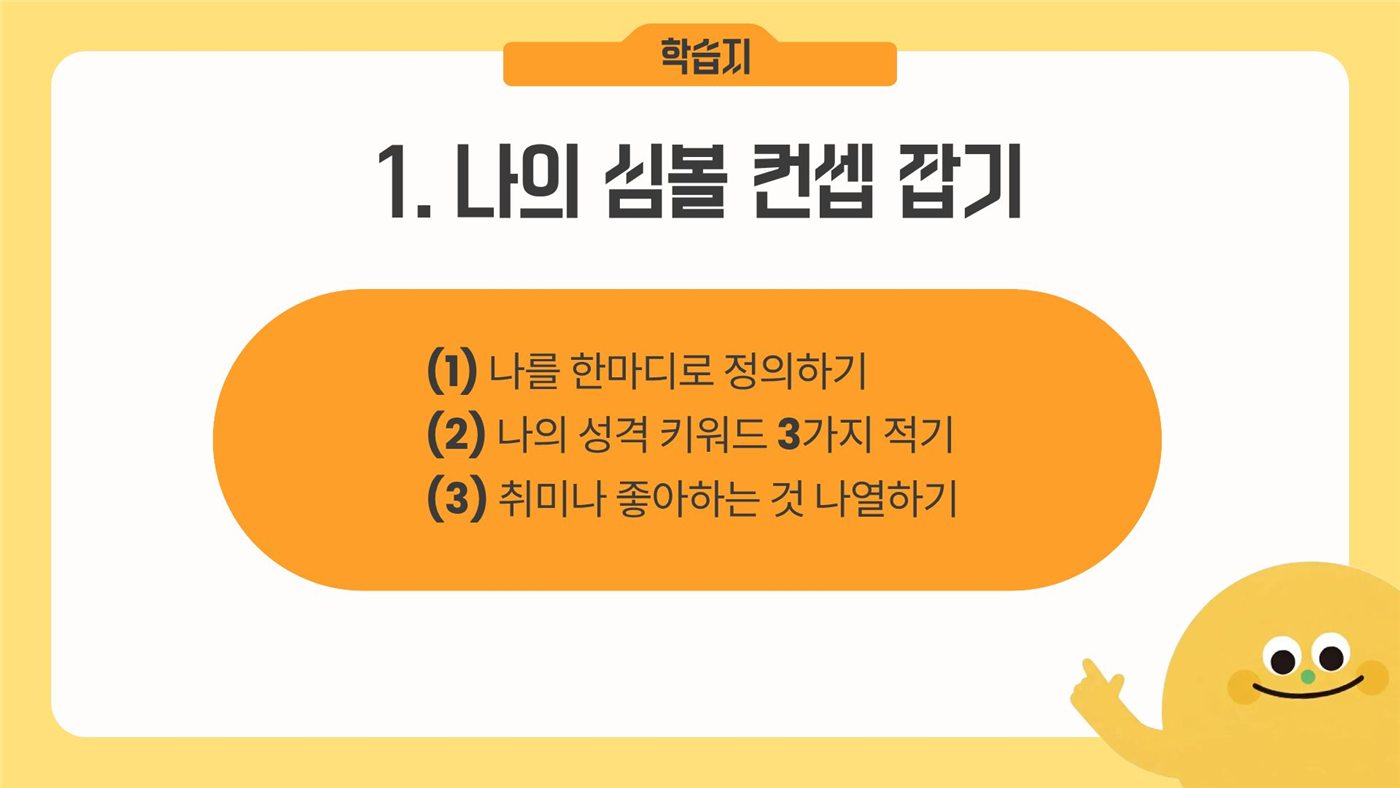 학습지
1. 나의 심볼 컨셉 잡기
(1) 나를 한마디로 정의하기
(2) 나의 성격 키워드 3가지 적기
(3) 취미나 좋아하는 것 나열하기